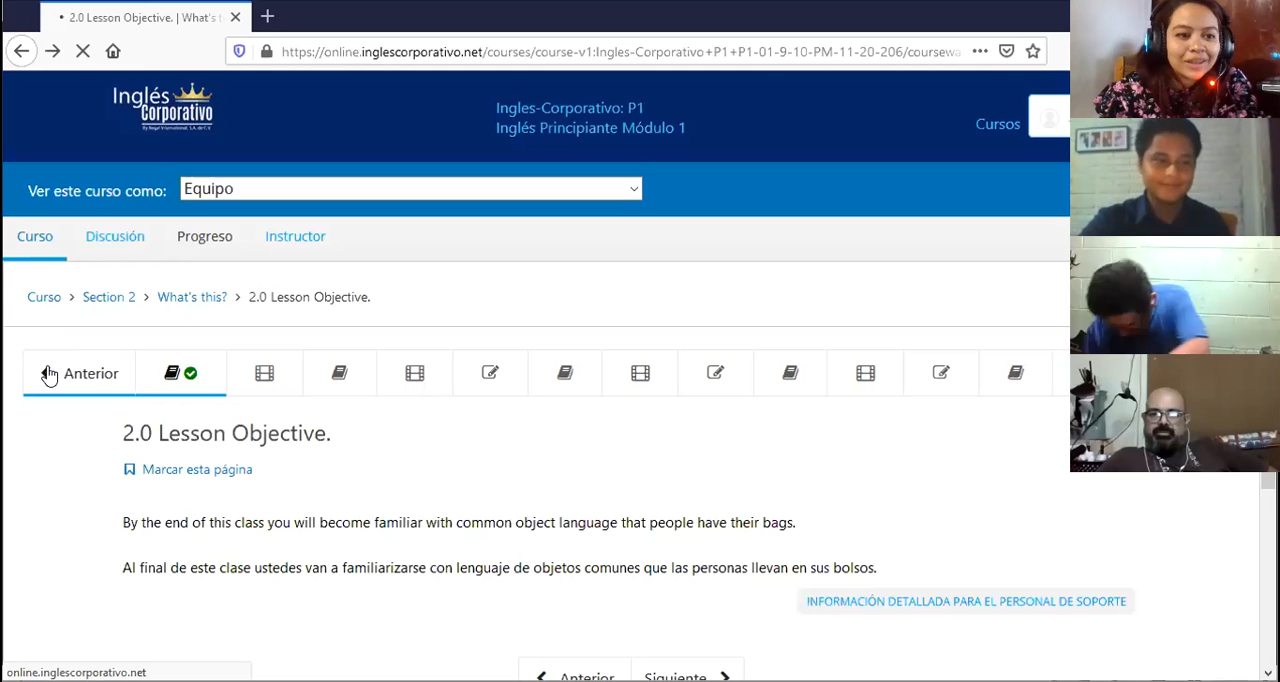 2.0 Lesson Objective. | What's t
https://online.inglescorporativo.net/courses/course-v1:Ingles-Corporativo+P1+P1-01-9-10-PM-11-20-206/coursewa
Inglés
Corporativo
Ingles-Corporativo: P1
Inglés Principiante Módulo 1
Cursos
Ver este curso como:
Equipo
Curso
Discusión
Progreso
Instructor
Curso > Section 2 > What's this? > 2.0 Lesson Objective.
Anterior
2.0 Lesson Objective.
Marcar esta página
By the end of this class you will become familiar with common object language that people have their bags.
Al final de este clase ustedes van a familiarizarse con lenguaje de objetos comunes que las personas llevan en sus bolsos.
INFORMACIÓN DETALLADA PARA EL PERSONAL DE SOPORTE
Anterior
Siguiente
online.inglescorporativo.net